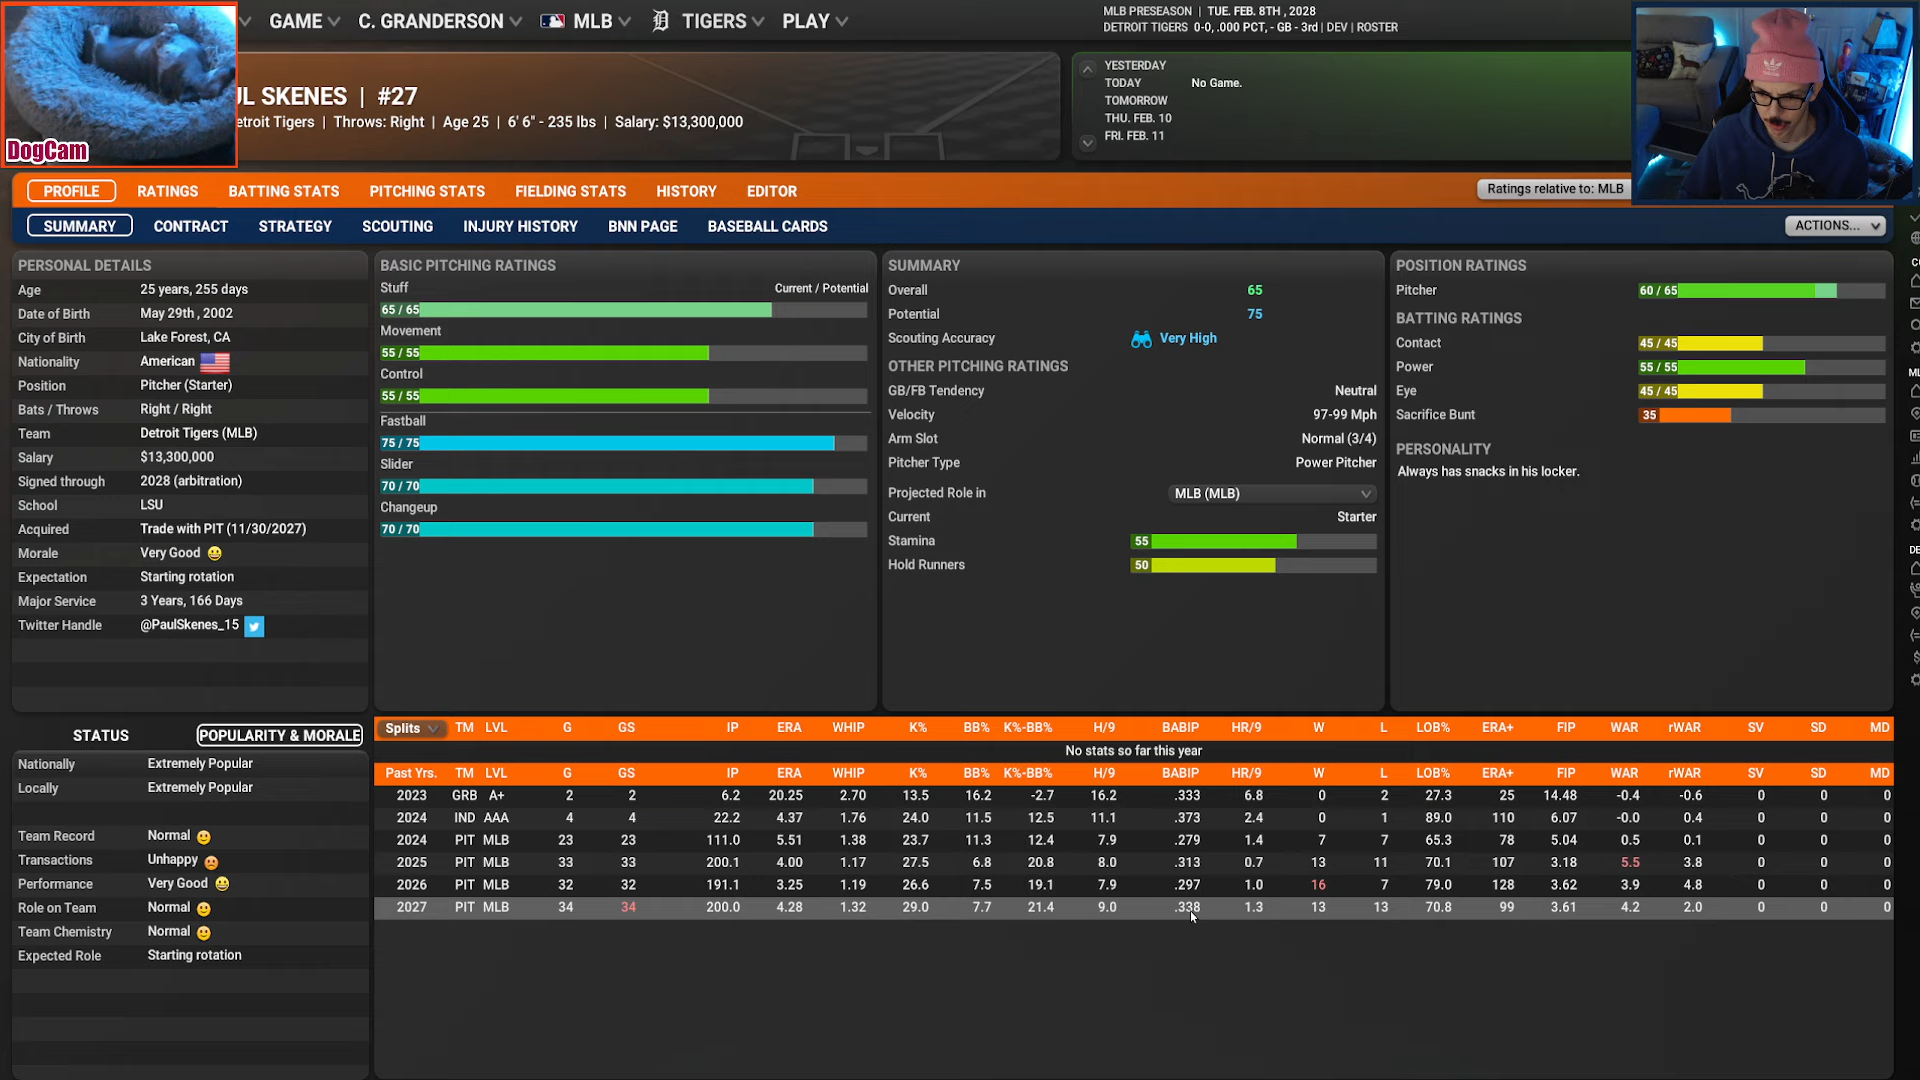 GAME C. GRANDERSON MLB TIGERS PLAY
MLB PRESEASON | TUE. FEB. 8TH , 2028
DETROIT TIGERS 0-0, .000 PCT, - GB - 3rd | DEV | ROSTER
DogCam
UL SKENES | #27
etroit Tigers | Throws: Right | Age 25 | 6' 6" - 235 lbs | Salary: $13,300,000
YESTERDAY
TODAY No Game.
TOMORROW
THU. FEB. 10
FRI. FEB. 11
PROFILE RATINGS BATTING STATS PITCHING STATS FIELDING STATS HISTORY EDITOR
Ratings relative to: MLB
SUMMARY CONTRACT STRATEGY SCOUTING INJURY HISTORY BNN PAGE BASEBALL CARDS
ACTIONS...
PERSONAL DETAILS
Age 25 years, 255 days
Date of Birth May 29th , 2002
City of Birth Lake Forest, CA
Nationality American
Position Pitcher (Starter)
Bats / Throws Right / Right
Team Detroit Tigers (MLB)
Salary $13,300,000
Signed through 2028 (arbitration)
School LSU
Acquired Trade with PIT (11/30/2027)
Morale Very Good
Expectation Starting rotation
Major Service 3 Years, 166 Days
Twitter Handle @PaulSkenes_15
BASIC PITCHING RATINGS
Stuff Current / Potential
65 / 65
Movement
55 / 55
Control
55 / 55
Fastball
75 / 75
Slider
70 / 70
Changeup
70 / 70
SUMMARY
Overall 65
Potential 75
Scouting Accuracy Very High
OTHER PITCHING RATINGS
GB/FB Tendency Neutral
Velocity 97-99 Mph
Arm Slot Normal (3/4)
Pitcher Type Power Pitcher
Projected Role in MLB (MLB)
Current Starter
Stamina 55
Hold Runners 50
POSITION RATINGS
Pitcher 60 / 65
BATTING RATINGS
Contact 45 / 45
Power 55 / 55
Eye 45 / 45
Sacrifice Bunt 35
PERSONALITY
Always has snacks in his locker.
STATUS POPULARITY & MORALE
Nationally Extremely Popular
Locally Extremely Popular
Team Record Normal
Transactions Unhappy
Performance Very Good
Role on Team Normal
Team Chemistry Normal
Expected Role Starting rotation
Splits TM LVL G GS IP ERA WHIP K% BB% K%-BB% H/9 BABIP HR/9 W L LOB% ERA+ FIP WAR rWAR SV SD MD
No stats so far this year
Past Yrs. TM LVL G GS IP ERA WHIP K% BB% K%-BB% H/9 BABIP HR/9 W L LOB% ERA+ FIP WAR rWAR SV SD MD
2023 GRB A+ 2 2 6.2 20.25 2.70 13.5 16.2 -2.7 16.2 .333 6.8 0 2 27.3 25 14.48 -0.4 -0.6 0 0 0
2024 IND AAA 4 4 22.2 4.37 1.76 24.0 11.5 12.5 11.1 .373 2.4 0 1 89.0 110 6.07 -0.0 0.4 0 0 0
2024 PIT MLB 23 23 111.0 5.51 1.38 23.7 11.3 12.4 7.9 .279 1.4 7 7 65.3 78 5.04 0.5 0.1 0 0 0
2025 PIT MLB 33 33 200.1 4.00 1.17 27.5 6.8 20.8 8.0 .313 0.7 13 11 70.1 107 3.18 5.5 3.8 0 0 0
2026 PIT MLB 32 32 191.1 3.25 1.19 26.6 7.5 19.1 7.9 .297 1.0 16 7 79.0 128 3.62 3.9 4.8 0 0 0
2027 PIT MLB 34 34 200.0 4.28 1.32 29.0 7.7 21.4 9.0 .338 1.3 13 13 70.8 99 3.61 4.2 2.0 0 0 0